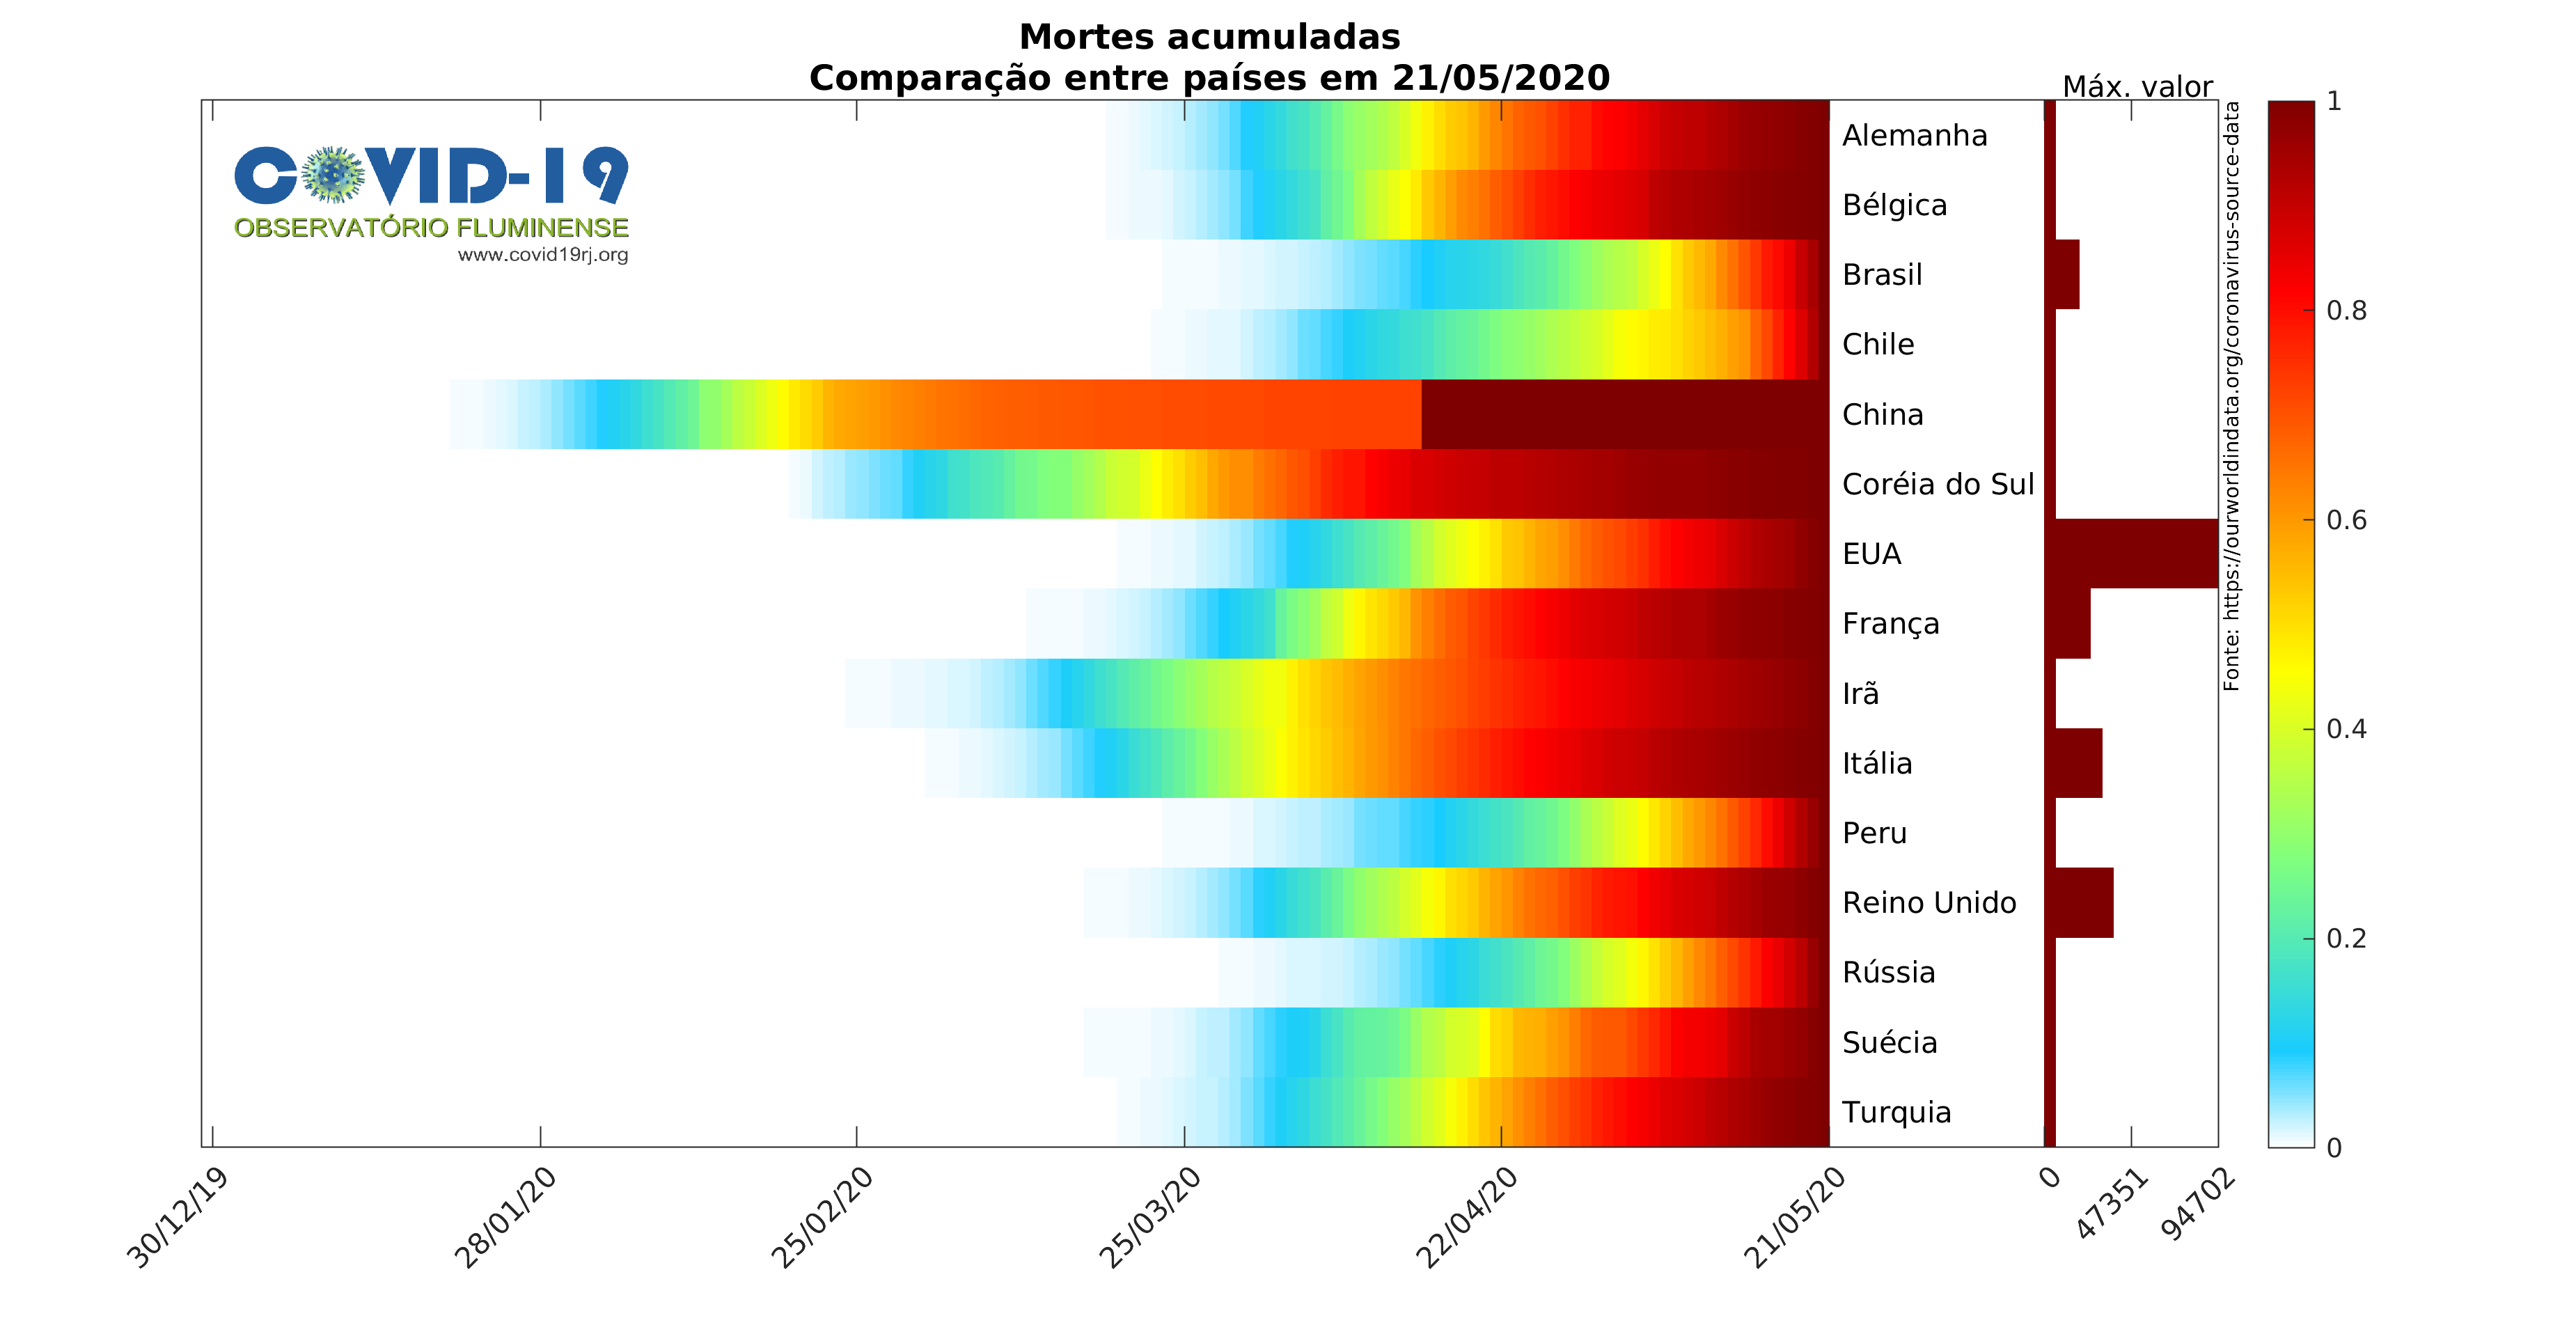 Mortes acumuladas
Comparação entre países em 21/05/2020
Máx. valor
COVID-19
OBSERVATÓRIO FLUMINENSE
www.covid19rj.org
Alemanha
Bélgica
Brasil
Chile
China
Coréia do Sul
EUA
França
Irã
Itália
Peru
Reino Unido
Rússia
Suécia
Turquia
Fonte: https://ourworldindata.org/coronavirus-source-data
1
0.8
0.6
0.4
0.2
0
30/12/19
28/01/20
25/02/20
25/03/20
22/04/20
21/05/20
0
47351
94702